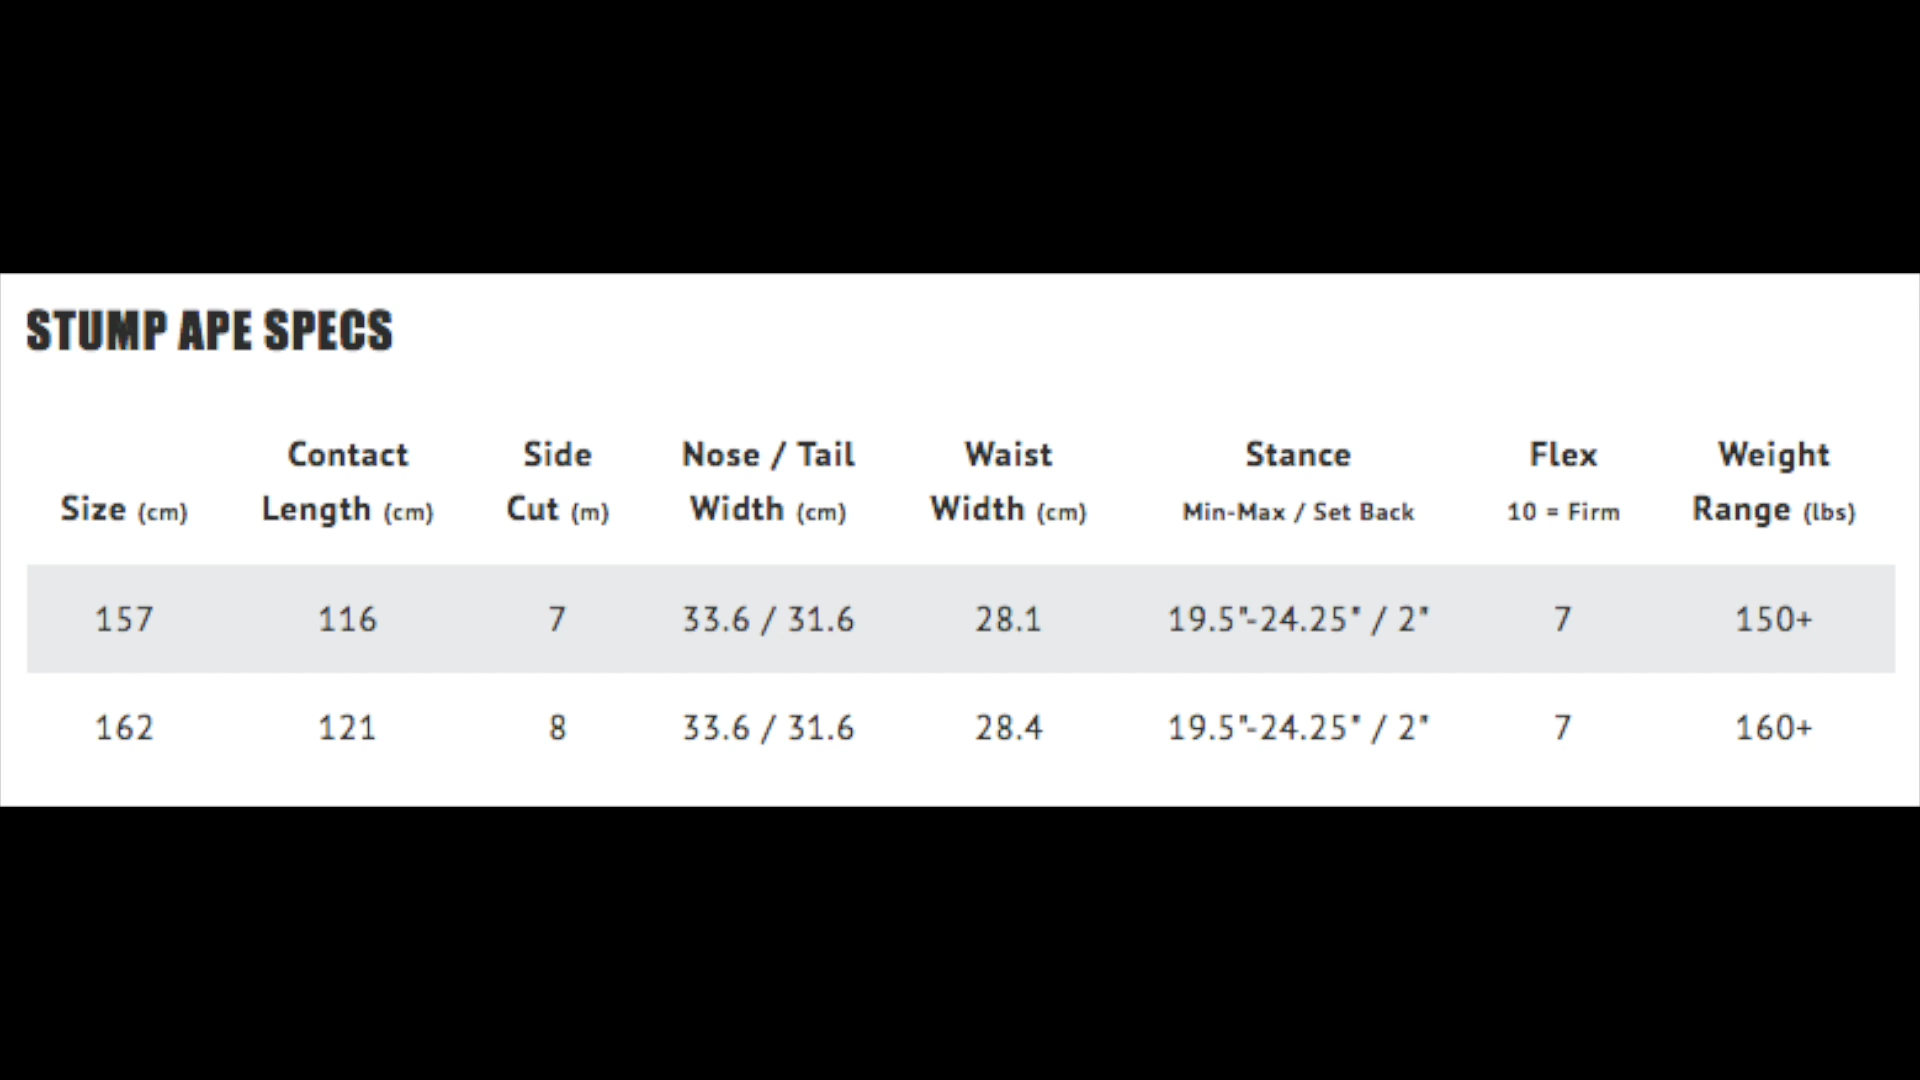 STUMP APE SPECS
Contact Side Nose / Tail Waist Stance Flex Weight
Size (cm) Length (cm) Cut (m) Width (cm) Width (cm) Min-Max / Set Back 10 = Firm Range (lbs)
157 116 7 33.6 / 31.6 28.1 19.5"-24.25" / 2" 7 150+
162 121 8 33.6 / 31.6 28.4 19.5"-24.25" / 2" 7 160+